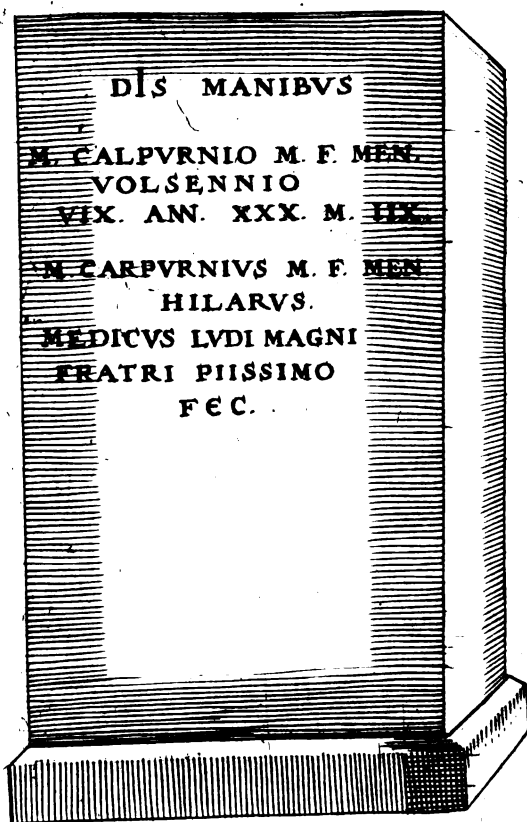 DIS MANIBVS
M. CALPVRNIO M. F. MEN.
VOLSENNIO
VIX. ANN. XXX. M. IIX.
M CARPVRNIVS M. F. MEN
HILARVS.
MEDICVS LVDI MAGNI
FRATRI PIISSIMO
FEC.